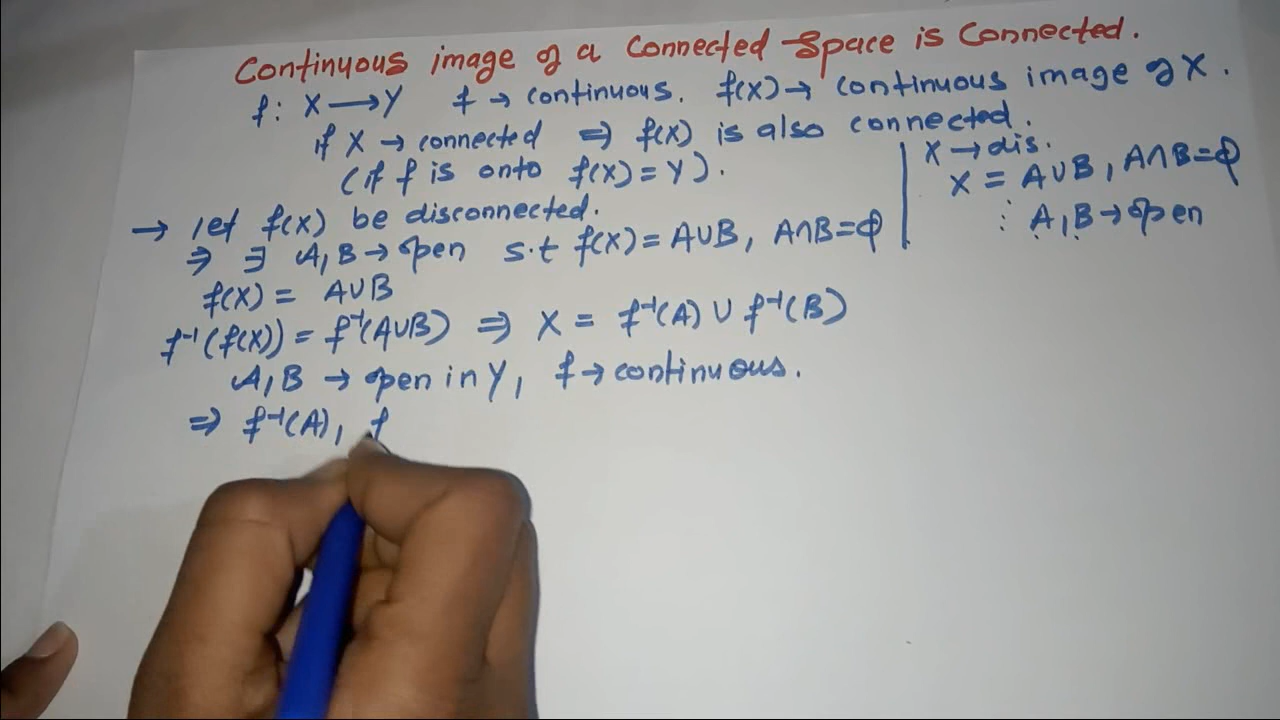 Continuous image of a Connected Space is Connected.
f: X ⟶ Y f → continuous. f(X) → continuous image of X.
if X → connected ⇒ f(X) is also connected.
(if f is onto f(X) = Y).
→ let f(X) be disconnected.
⇒ ∃ A, B → open s.t f(X) = A∪B, A∩B = Φ
f(X) = A∪B
f⁻¹(f(X)) = f⁻¹(A∪B) ⇒ X = f⁻¹(A) ∪ f⁻¹(B)
A, B → open in Y, f → continuous.
⇒ f⁻¹(A), f
X → dis.
X = A∪B, A∩B = Φ
: A, B → open